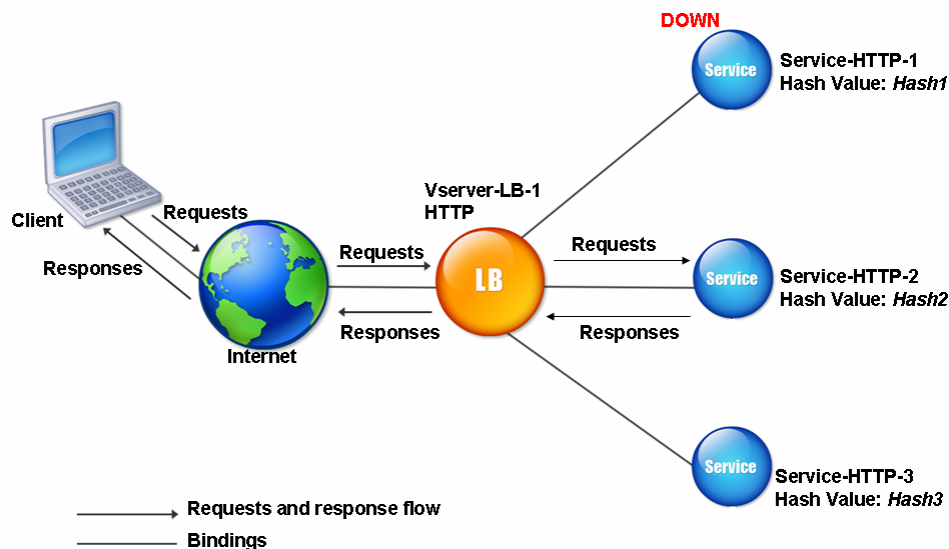 DOWN
Service
Service-HTTP-1
Hash Value: Hash1
Client
Requests
Responses
Vserver-LB-1
HTTP
Requests
LB
Responses
Internet
Requests
Responses
Service
Service-HTTP-2
Hash Value: Hash2
Service
Service-HTTP-3
Hash Value: Hash3
Requests and response flow
Bindings